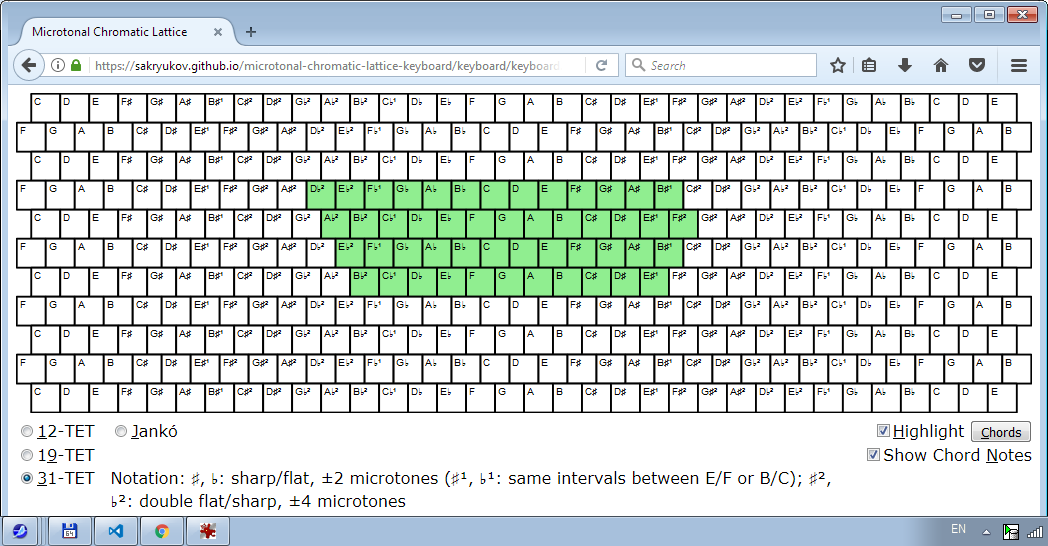 Microtonal Chromatic Lattice
https://sakryukov.github.io/microtonal-chromatic-lattice-keyboard/keyboard/keyboard Search
C D E F♯ G♯ A♯ B♯¹ C♯² D♯² G♭² A♭² B♭² C♭¹ D♭ E♭ F G A B C♯ D♯ E♯¹ F♯² G♯² A♯² D♭² E♭² F♭¹ G♭ A♭ B♭ C D E
F G A B C♯ D♯ E♯¹ F♯² G♯² A♯² D♭² E♭² F♭¹ G♭ A♭ B♭ C D E F♯ G♯ A♯ B♯¹ C♯² D♯² G♭² A♭² B♭² C♭¹ D♭ E♭ F G A B
C D E F♯ G♯ A♯ B♯¹ C♯² D♯² G♭² A♭² B♭² C♭¹ D♭ E♭ F G A B C♯ D♯ E♯¹ F♯² G♯² A♯² D♭² E♭² F♭¹ G♭ A♭ B♭ C D E
F G A B C♯ D♯ E♯¹ F♯² G♯² A♯² D♭² E♭² F♭¹ G♭ A♭ B♭ C D E F♯ G♯ A♯ B♯¹ C♯² D♯² G♭² A♭² B♭² C♭¹ D♭ E♭ F G A B
C D E F♯ G♯ A♯ B♯¹ C♯² D♯² G♭² A♭² B♭² C♭¹ D♭ E♭ F G A B C♯ D♯ E♯¹ F♯² G♯² A♯² D♭² E♭² F♭¹ G♭ A♭ B♭ C D E
F G A B C♯ D♯ E♯¹ F♯² G♯² A♯² D♭² E♭² F♭¹ G♭ A♭ B♭ C D E F♯ G♯ A♯ B♯¹ C♯² D♯² G♭² A♭² B♭² C♭¹ D♭ E♭ F G A B
C D E F♯ G♯ A♯ B♯¹ C♯² D♯² G♭² A♭² B♭² C♭¹ D♭ E♭ F G A B C♯ D♯ E♯¹ F♯² G♯² A♯² D♭² E♭² F♭¹ G♭ A♭ B♭ C D E
F G A B C♯ D♯ E♯¹ F♯² G♯² A♯² D♭² E♭² F♭¹ G♭ A♭ B♭ C D E F♯ G♯ A♯ B♯¹ C♯² D♯² G♭² A♭² B♭² C♭¹ D♭ E♭ F G A B
C D E F♯ G♯ A♯ B♯¹ C♯² D♯² G♭² A♭² B♭² C♭¹ D♭ E♭ F G A B C♯ D♯ E♯¹ F♯² G♯² A♯² D♭² E♭² F♭¹ G♭ A♭ B♭ C D E
F G A B C♯ D♯ E♯¹ F♯² G♯² A♯² D♭² E♭² F♭¹ G♭ A♭ B♭ C D E F♯ G♯ A♯ B♯¹ C♯² D♯² G♭² A♭² B♭² C♭¹ D♭ E♭ F G A B
C D E F♯ G♯ A♯ B♯¹ C♯² D♯² G♭² A♭² B♭² C♭¹ D♭ E♭ F G A B C♯ D♯ E♯¹ F♯² G♯² A♯² D♭² E♭² F♭¹ G♭ A♭ B♭ C D E
12-TET Jankó Highlight Chords
19-TET Show Chord Notes
31-TET Notation: ♯, ♭: sharp/flat, ±2 microtones (♯¹, ♭¹: same intervals between E/F or B/C); ♯²,
♭²: double flat/sharp, ±4 microtones
64 EN